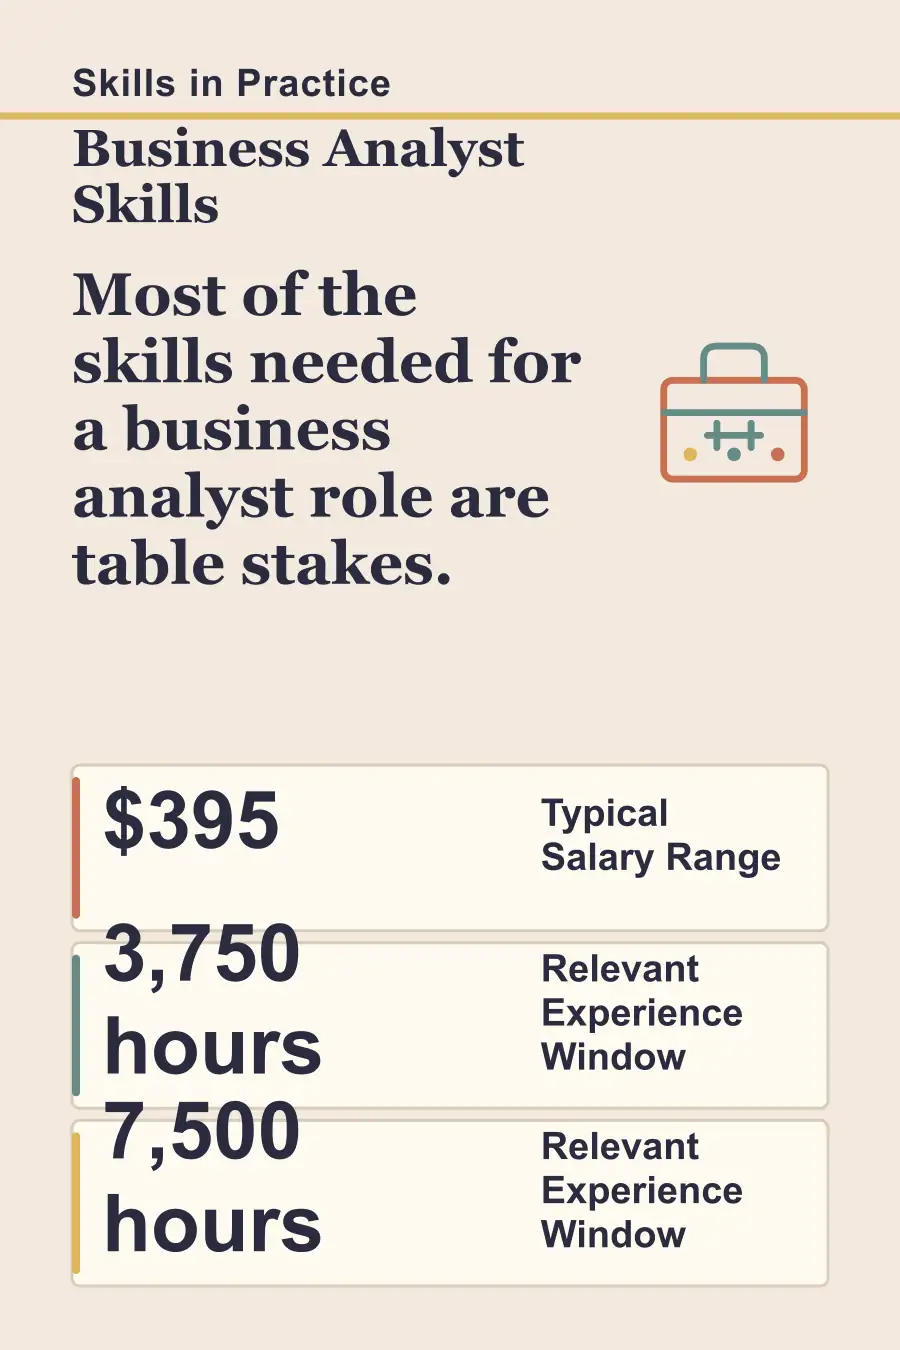 Skills in Practice
Business Analyst
Skills
Most of the
skills needed for
a business
analyst role are
table stakes.
$395
Typical
Salary Range
3,750
hours
Relevant
Experience
Window
7,500
hours
Relevant
Experience
Window